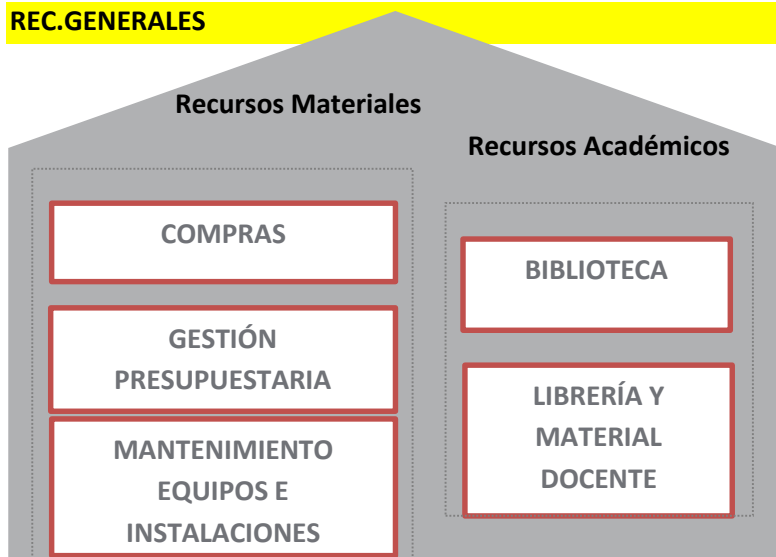 REC.GENERALES
Recursos Materiales
COMPRAS
GESTIÓN
PRESUPUESTARIA
MANTENIMIENTO
EQUIPOS E
INSTALACIONES
Recursos Académicos
BIBLIOTECA
LIBRERÍA Y
MATERIAL
DOCENTE